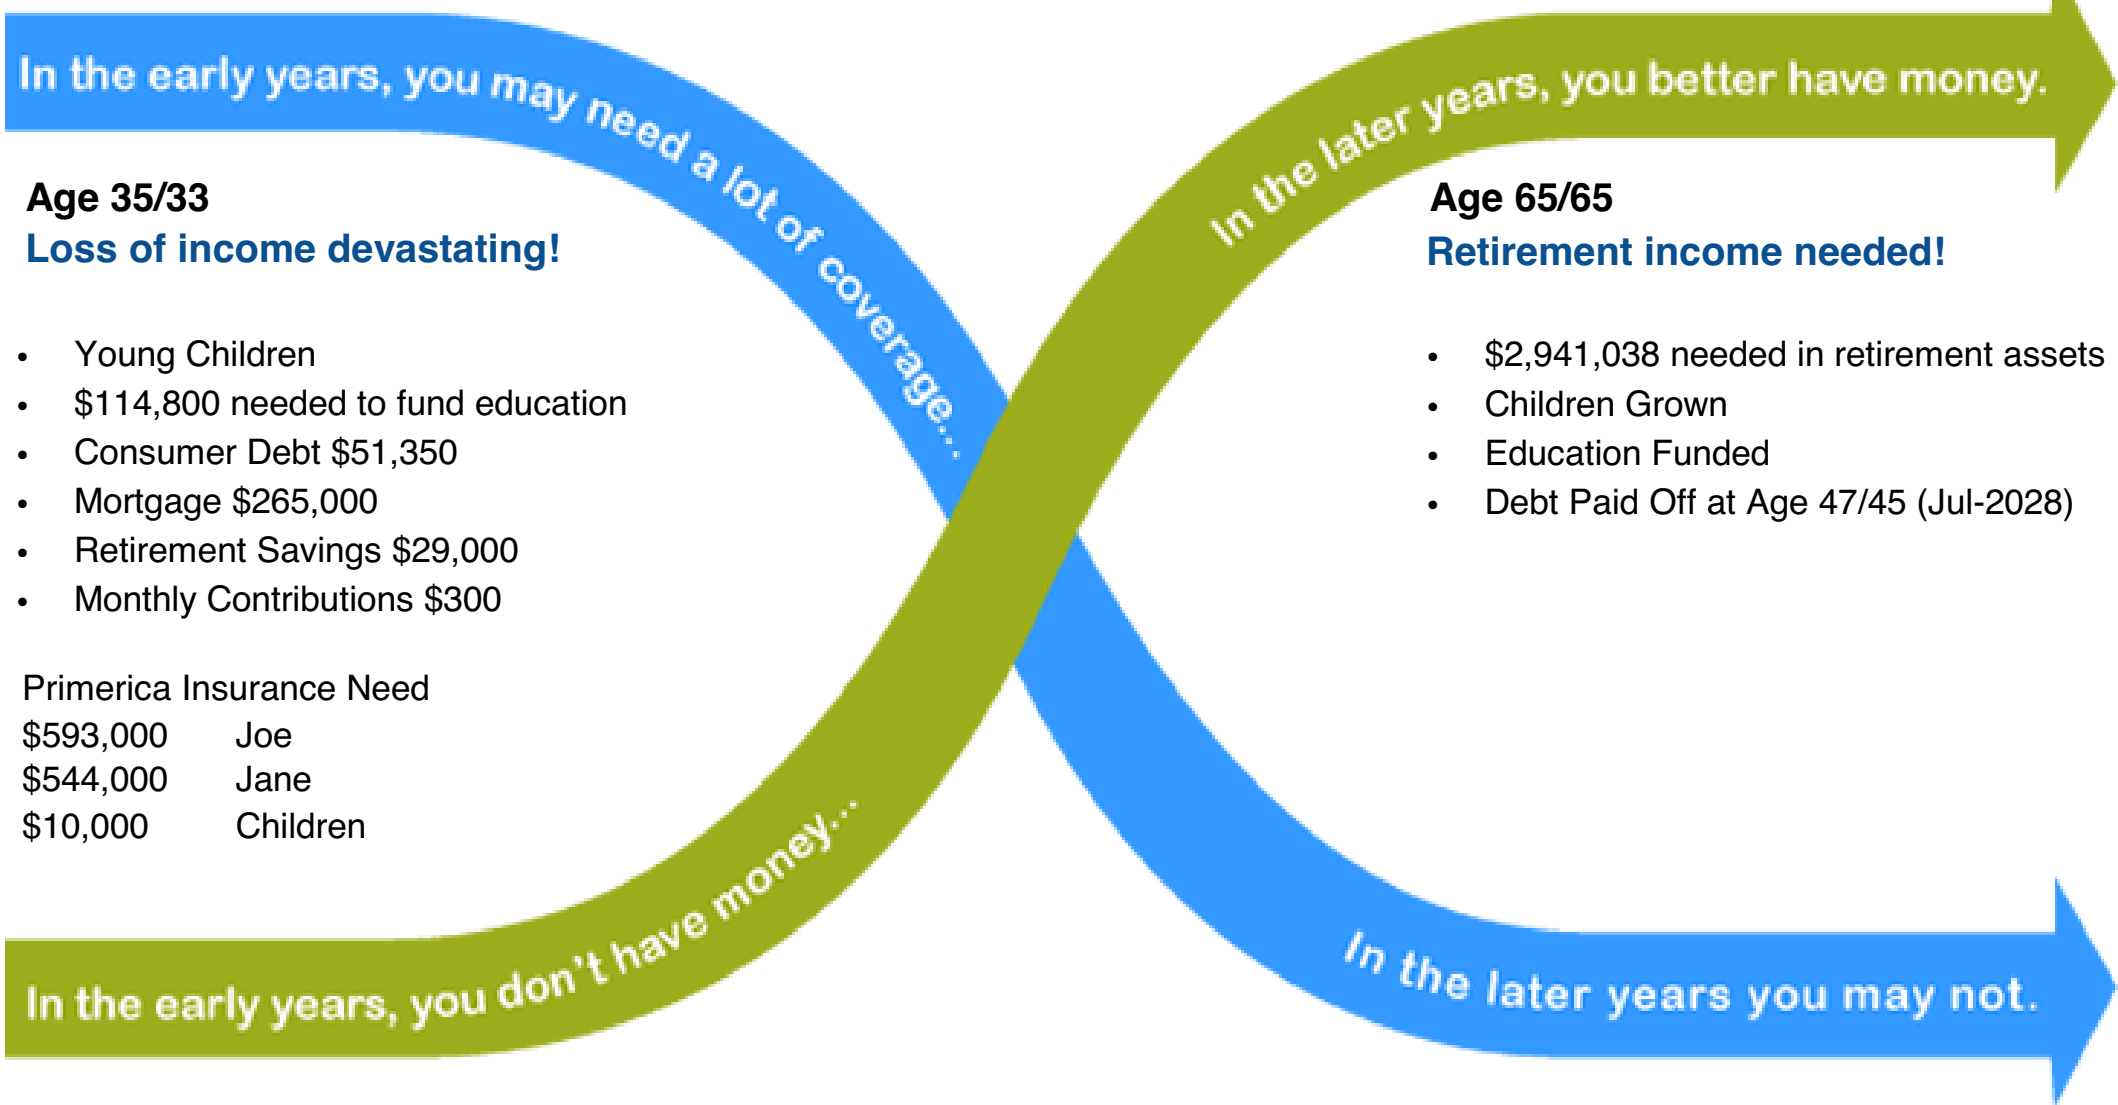 In the early years, you may need a lot of coverage...
In the later years, you better have money.
Age 35/33
Loss of income devastating!
• Young Children
• $114,800 needed to fund education
• Consumer Debt $51,350
• Mortgage $265,000
• Retirement Savings $29,000
• Monthly Contributions $300
Primerica Insurance Need
$593,000 Joe
$544,000 Jane
$10,000 Children
Age 65/65
Retirement income needed!
• $2,941,038 needed in retirement assets
• Children Grown
• Education Funded
• Debt Paid Off at Age 47/45 (Jul-2028)
In the early years, you don't have money...
In the later years you may not.